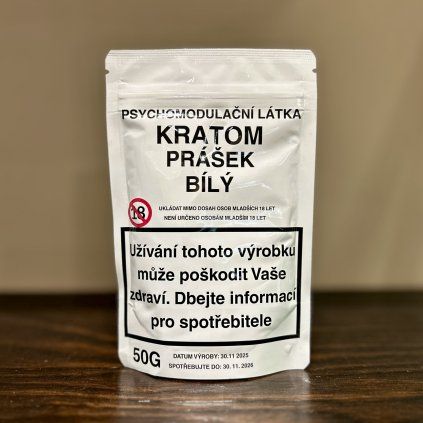 PSYCHOMODULAČNÍ LÁTKA
KRATOM
PRÁŠEK
BÍLÝ
18
UKLÁDAT MIMO DOSAH OSOB MLADŠÍCH 18 LET
NENÍ URČENO OSOBÁM MLADŠÍM 18 LET
Užívání tohoto výrobku
může poškodit Vaše
zdraví. Dbejte informací
pro spotřebitele
50G
DATUM VÝROBY: 30.11 2025
SPOTŘEBUJTE DO: 30. 11. 2026